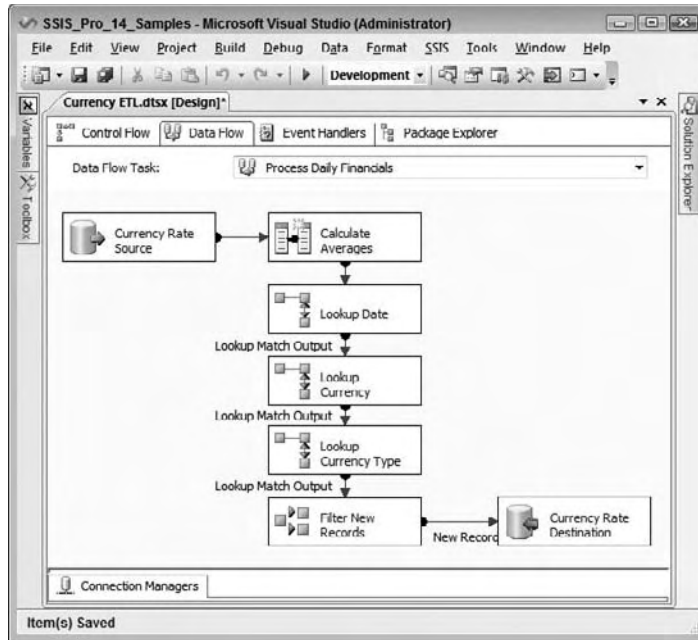 SSIS_Pro_14_Samples - Microsoft Visual Studio (Administrator)
File Edit View Project Build Debug Data Format SSIS Tools Window Help
Development
Currency ETL.dtsx [Design]*
Control Flow Data Flow Event Handlers Package Explorer
Variables
Toolbox
Solution Explorer
Data Flow Task: Process Daily Financials
Currency Rate
Source
Calculate
Averages
Lookup Date
Lookup Match Output
Lookup
Currency
Lookup Match Output
Lookup
Currency Type
Lookup Match Output
Filter New
Records
New Record
Currency Rate
Destination
Connection Managers
Item(s) Saved